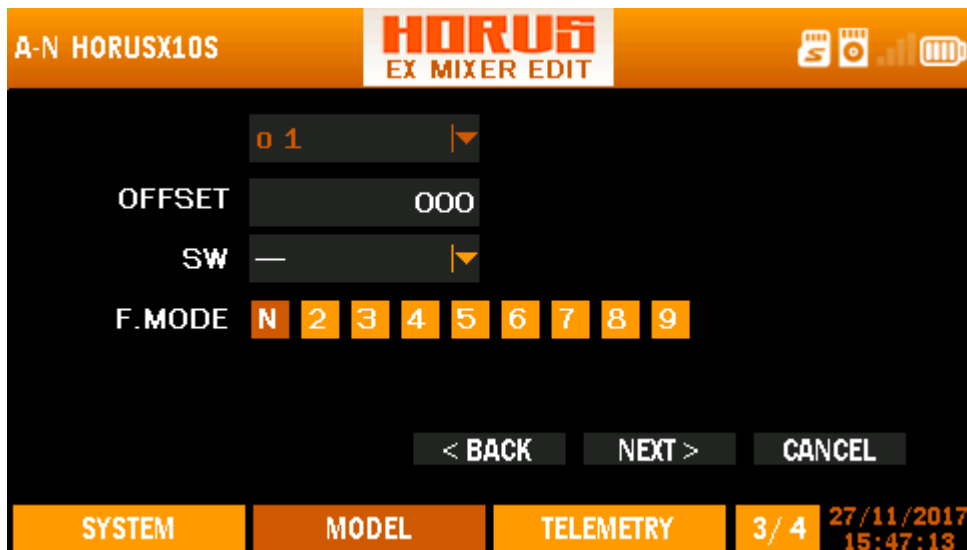 A-N HORUSX10S
HORUS
EX MIXER EDIT
o 1
OFFSET 000
SW —
F.MODE N 2 3 4 5 6 7 8 9
< BACK NEXT > CANCEL
SYSTEM MODEL TELEMETRY 3/4 27/11/2017
15:47:13